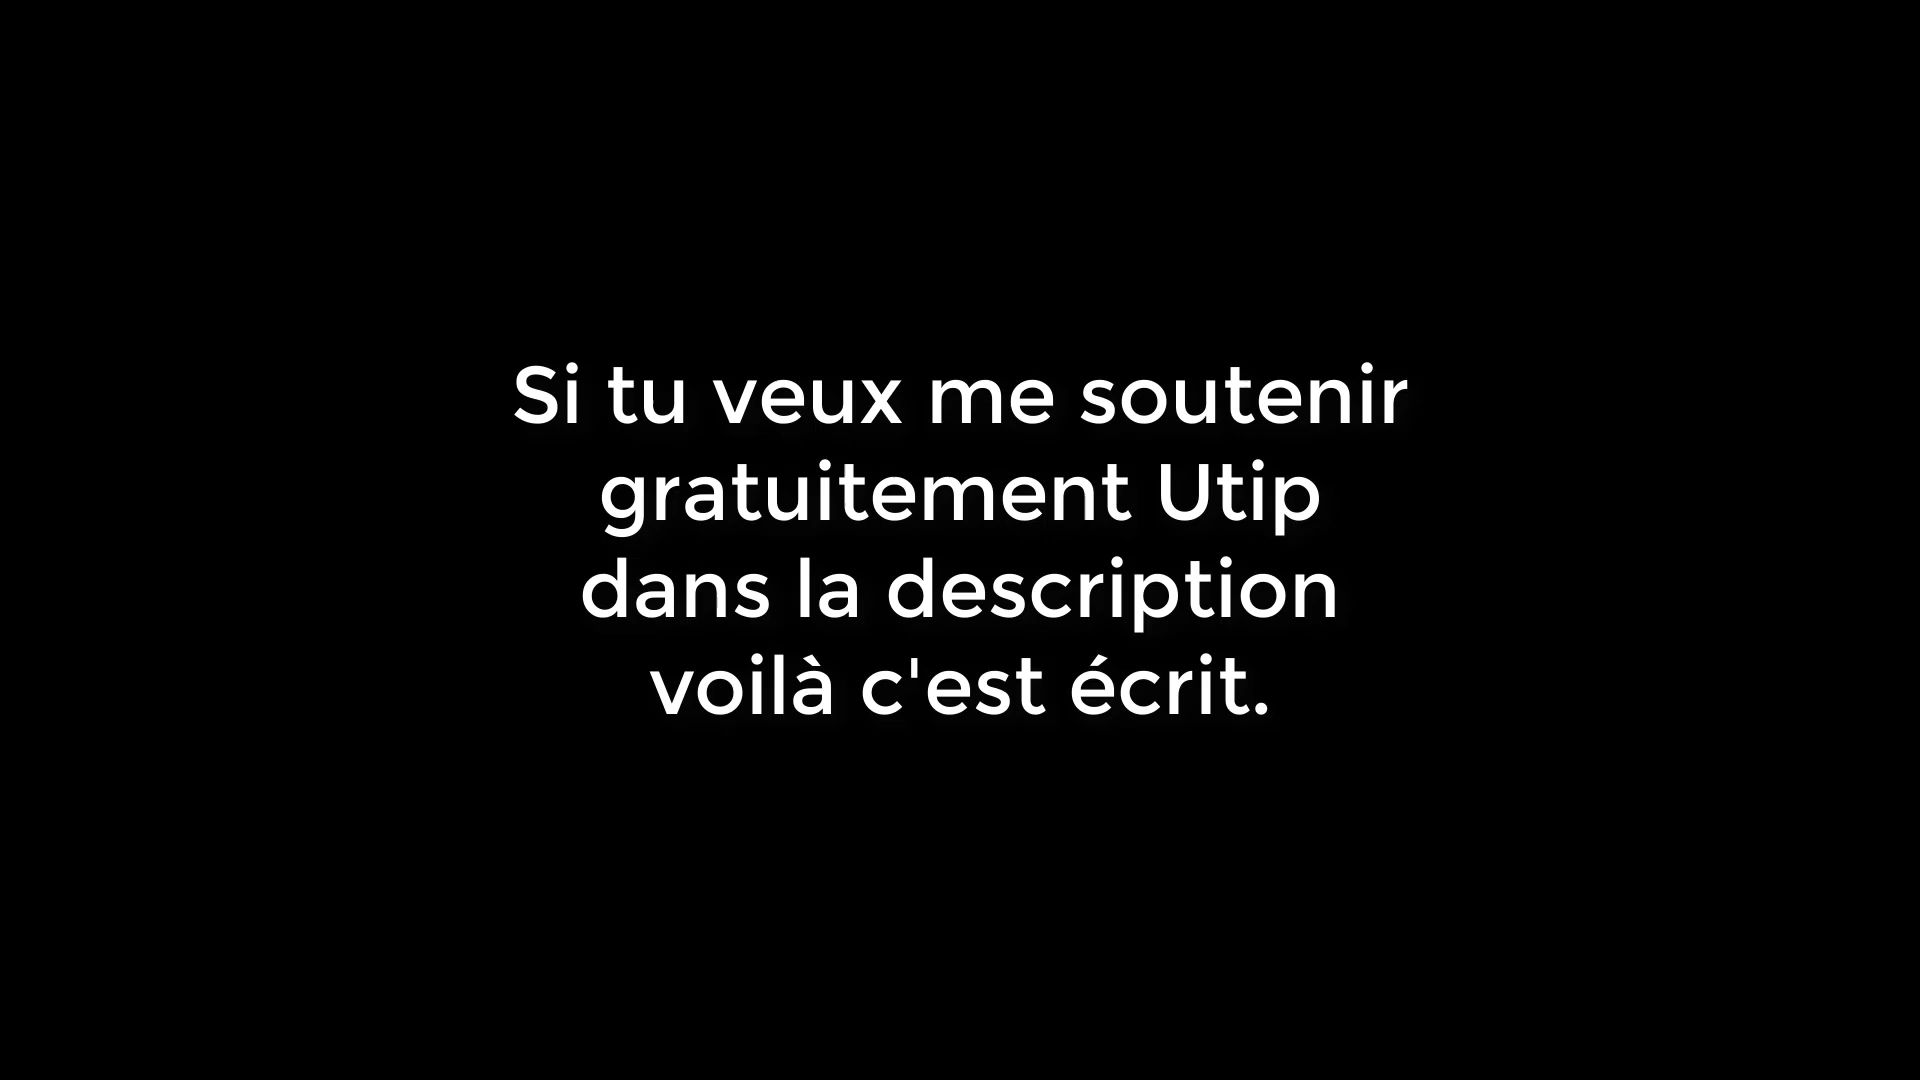 Si tu veux me soutenir
gratuitement Utip
dans la description
voilà c'est écrit.